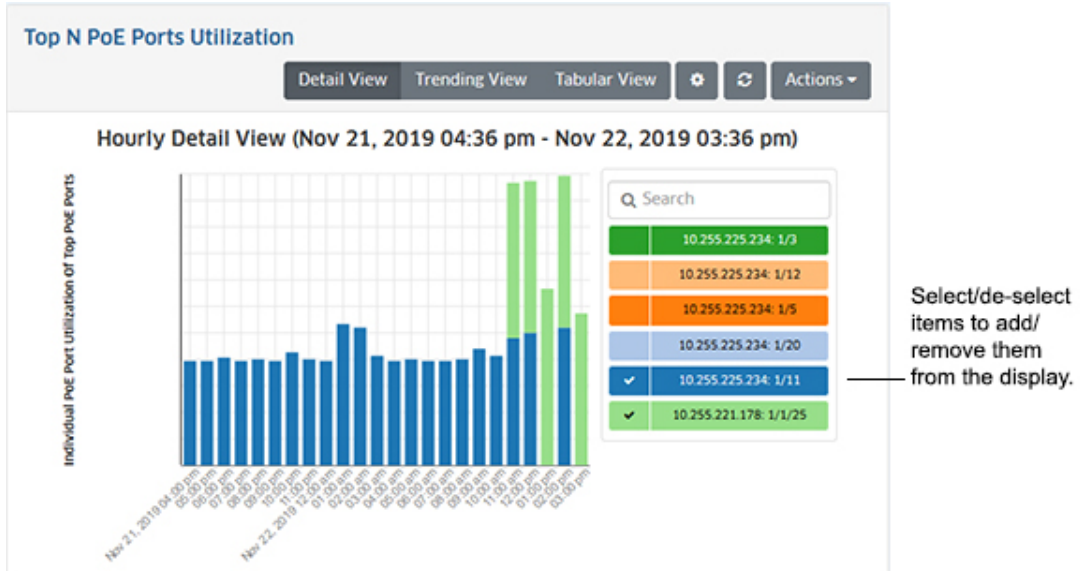 Top N PoE Ports Utilization
Detail View Trending View Tabular View Actions
Hourly Detail View (Nov 21, 2019 04:36 pm - Nov 22, 2019 03:36 pm)
Individual PoE Port Utilization Of Top PoE Ports
Search
10.255.225.234: 1/3
10.255.225.234: 1/12
10.255.225.234: 1/5
10.255.225.234: 1/20
10.255.225.234: 1/11
10.255.221.178: 1/1/25
Select/de-select
items to add/
remove them
from the display.
Nov 21, 2019 04:00 pm
05:00 pm
06:00 pm
07:00 pm
08:00 pm
09:00 pm
10:00 pm
11:00 pm
Nov 22, 2019 12:00 am
01:00 am
02:00 am
03:00 am
04:00 am
05:00 am
06:00 am
07:00 am
08:00 am
09:00 am
10:00 am
11:00 am
12:00 pm
01:00 pm
02:00 pm
03:00 pm